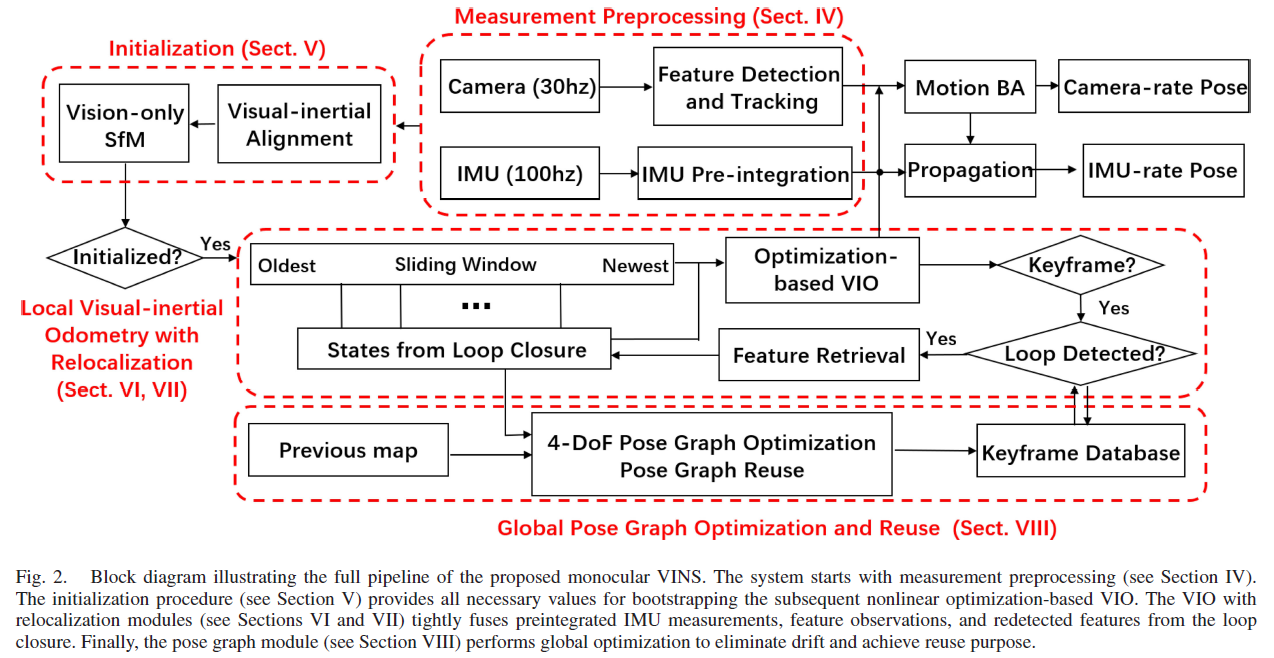 Measurement Preprocessing (Sect. IV)
Initialization (Sect. V)
Camera (30hz)
Feature Detection
and Tracking
Motion BA
Camera-rate Pose
Vision-only
SfM
Visual-inertial
Alignment
IMU (100hz)
IMU Pre-integration
Propagation
IMU-rate Pose
Initialized?
Yes
Oldest
Sliding Window
Newest
...
Optimization-
based VIO
Keyframe?
Yes
Local Visual-inertial
Odometry with
Relocalization
(Sect. VI, VII)
States from Loop Closure
Feature Retrieval
Yes
Loop Detected?
Previous map
4-DoF Pose Graph Optimization
Pose Graph Reuse
Keyframe Database
Global Pose Graph Optimization and Reuse (Sect. VIII)
Fig. 2. Block diagram illustrating the full pipeline of the proposed monocular VINS. The system starts with measurement preprocessing (see Section IV).
The initialization procedure (see Section V) provides all necessary values for bootstrapping the subsequent nonlinear optimization-based VIO. The VIO with
relocalization modules (see Sections VI and VII) tightly fuses preintegrated IMU measurements, feature observations, and redetected features from the loop
closure. Finally, the pose graph module (see Section VIII) performs global optimization to eliminate drift and achieve reuse purpose.